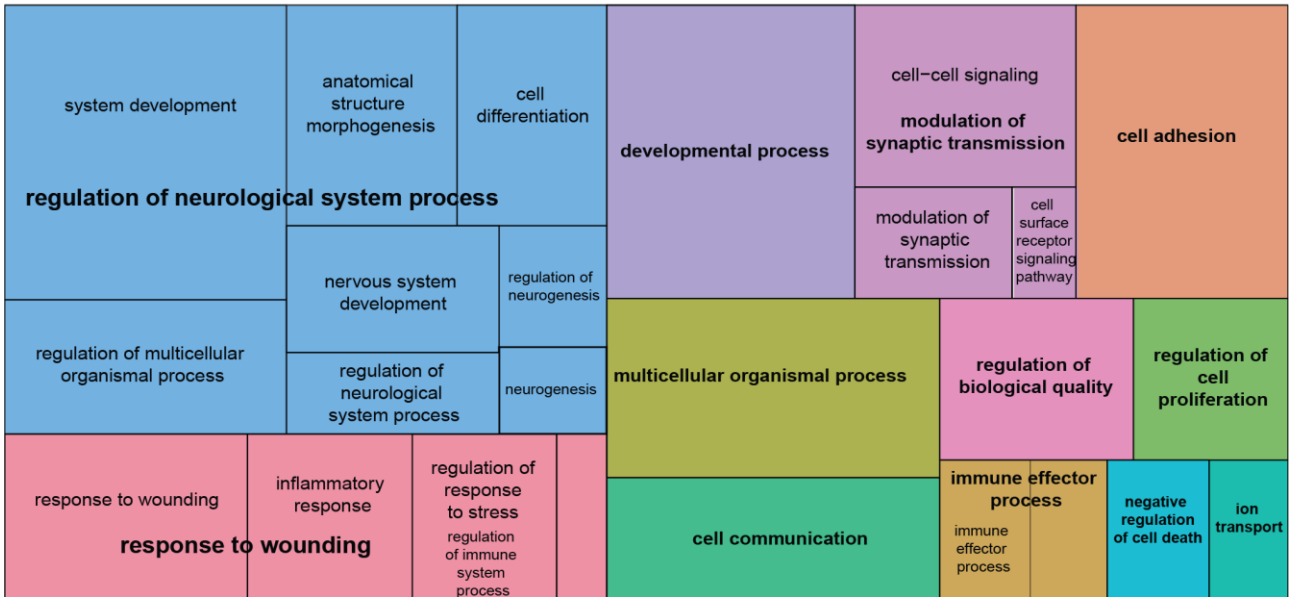 system development
anatomical
structure
morphogenesis
cell
differentiation
regulation of neurological system process
nervous system
development
regulation of
neurogenesis
regulation of multicellular
organismal process
regulation of
neurological
system process
neurogenesis
response to wounding
inflammatory
response
regulation of
response
to stress
regulation
of immune
system
process
response to wounding
developmental process
cell−cell signaling
modulation of
synaptic transmission
modulation of
synaptic
transmission
cell
surface
receptor
signaling
pathway
cell adhesion
multicellular organismal process
regulation of
biological quality
regulation of
cell
proliferation
cell communication
immune effector
process
immune
effector
process
negative
regulation
of cell death
ion
transport